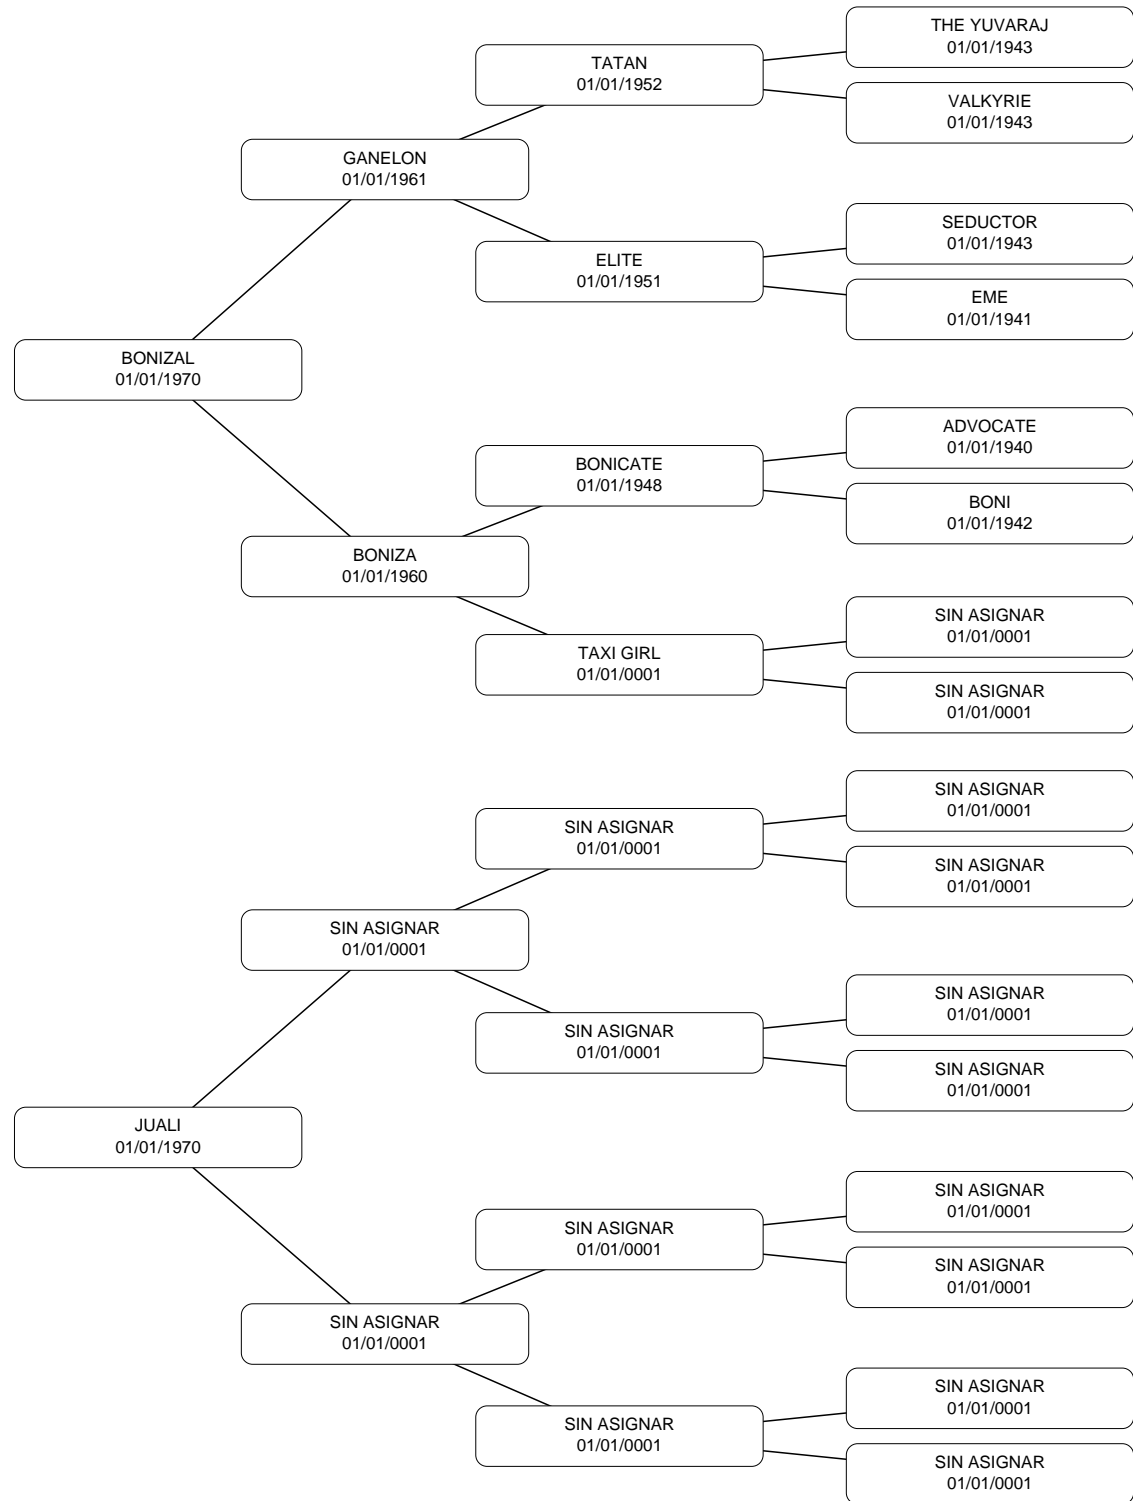 THE YUVARAJ
01/01/1943
TATAN
01/01/1952
VALKYRIE
01/01/1943
GANELON
01/01/1961
SEDUCTOR
01/01/1943
ELITE
01/01/1951
EME
01/01/1941
BONIZAL
01/01/1970
ADVOCATE
01/01/1940
BONICATE
01/01/1948
BONI
01/01/1942
BONIZA
01/01/1960
SIN ASIGNAR
01/01/0001
TAXI GIRL
01/01/0001
SIN ASIGNAR
01/01/0001
SIN ASIGNAR
01/01/0001
SIN ASIGNAR
01/01/0001
SIN ASIGNAR
01/01/0001
SIN ASIGNAR
01/01/0001
SIN ASIGNAR
01/01/0001
SIN ASIGNAR
01/01/0001
SIN ASIGNAR
01/01/0001
JUALI
01/01/1970
SIN ASIGNAR
01/01/0001
SIN ASIGNAR
01/01/0001
SIN ASIGNAR
01/01/0001
SIN ASIGNAR
01/01/0001
SIN ASIGNAR
01/01/0001
SIN ASIGNAR
01/01/0001
SIN ASIGNAR
01/01/0001